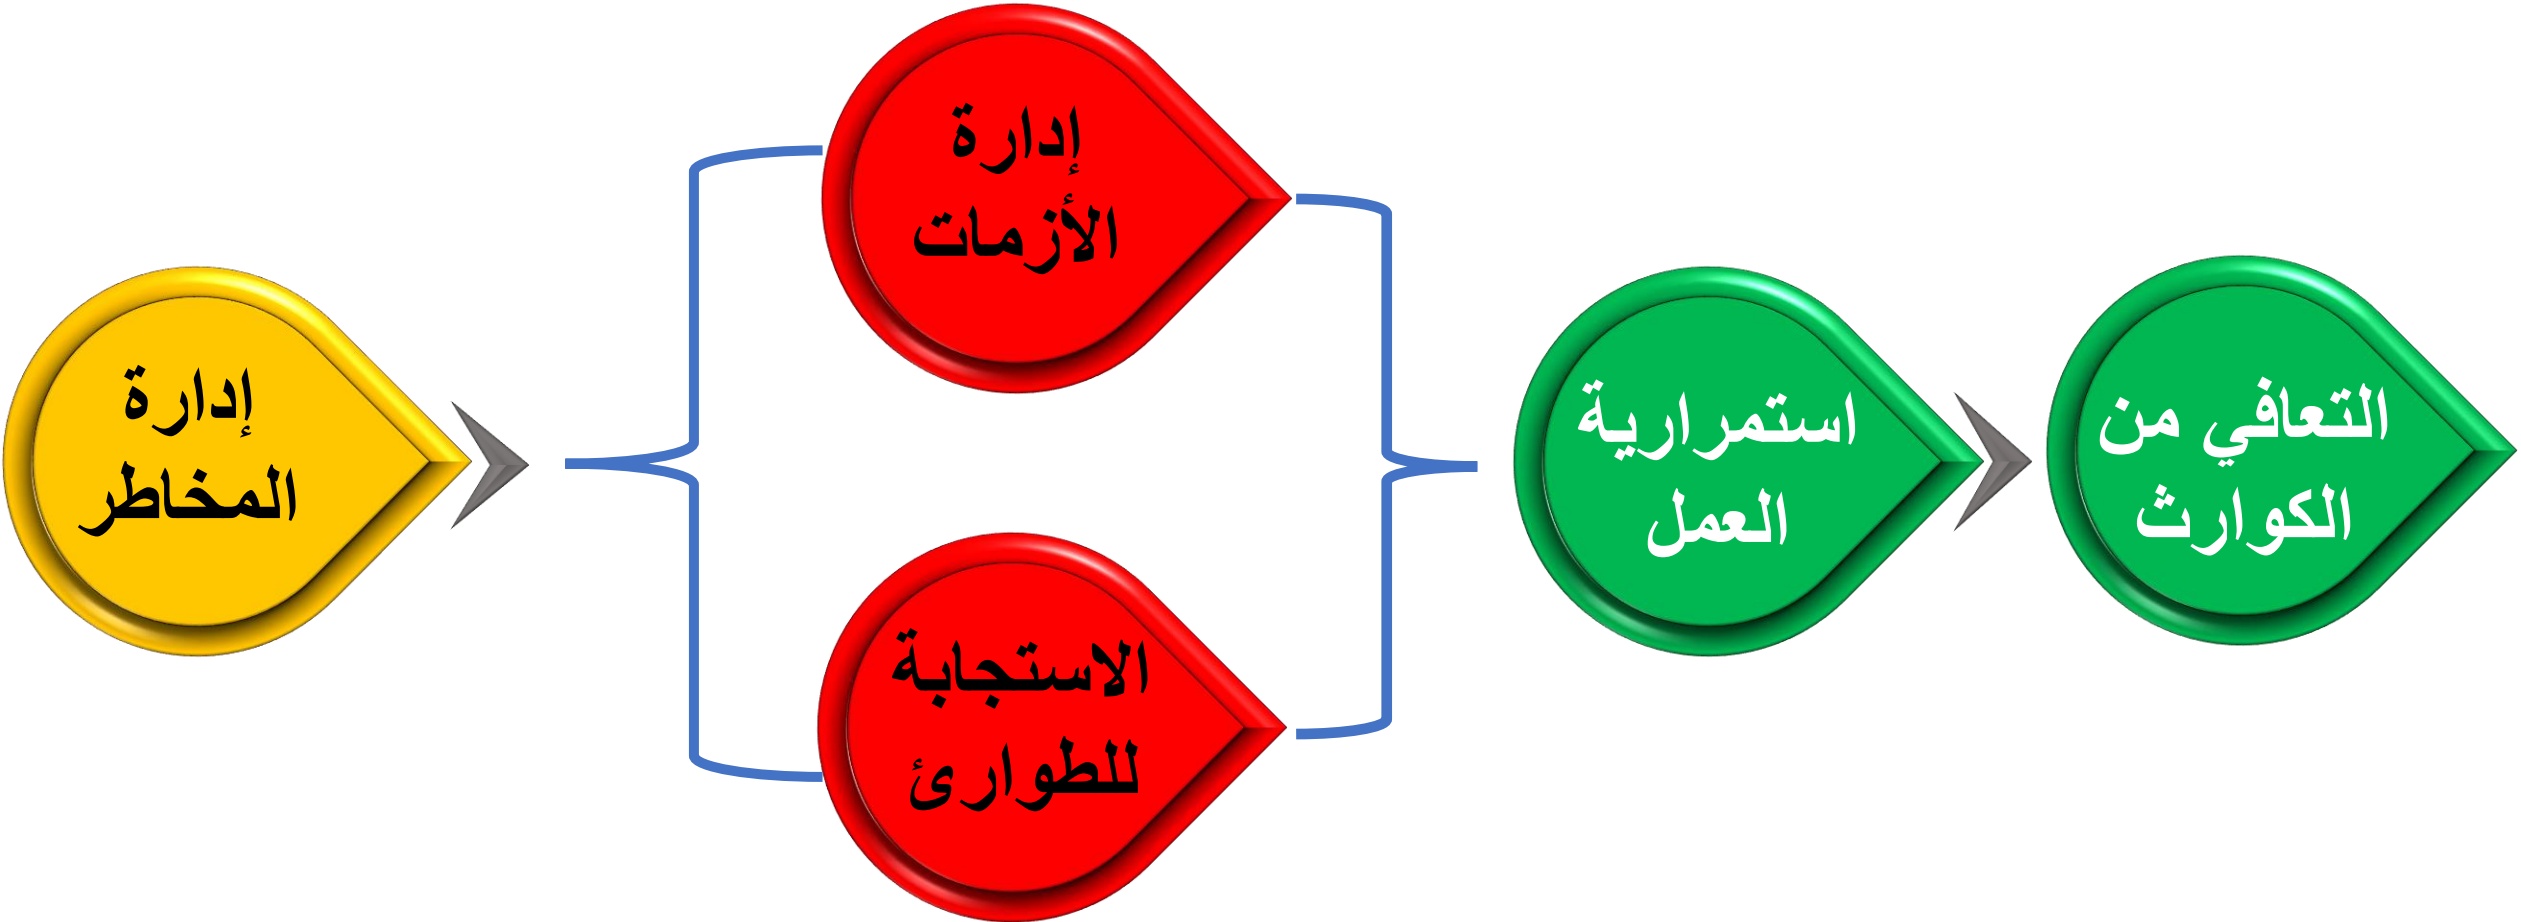 إدارة
المخاطر
إدارة
الأزمات
الاستجابة
للطوارئ
استمرارية
العمل
التعافي من
الكوارث